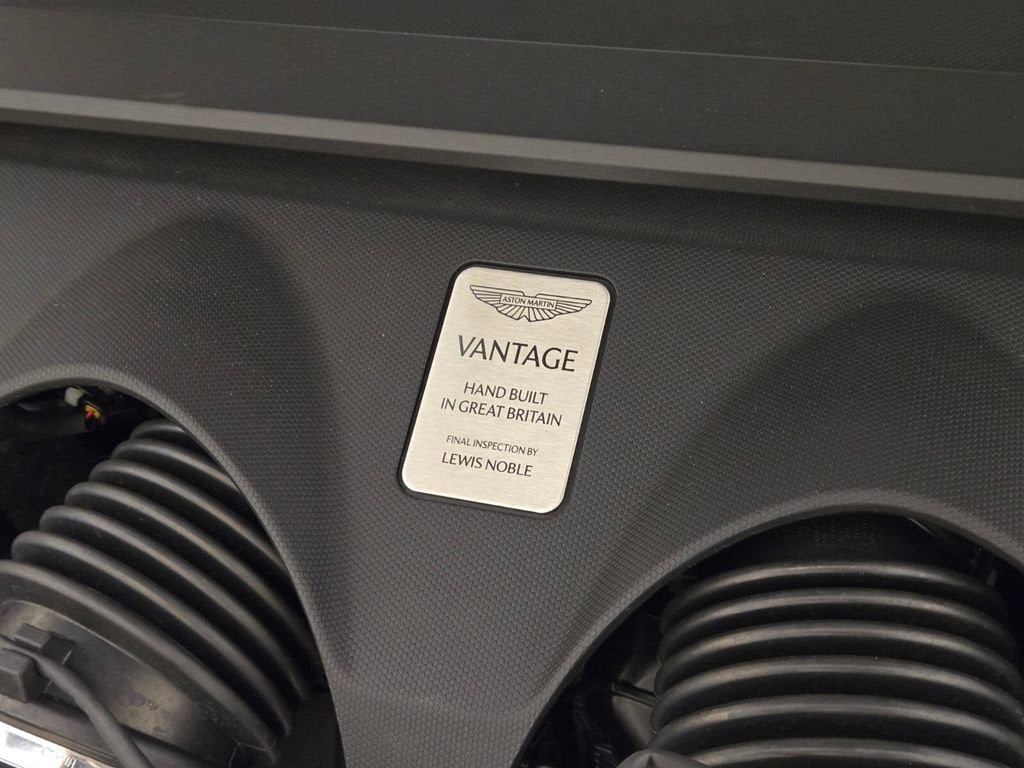 ASTON MARTIN
VANTAGE
HAND BUILT
IN GREAT BRITAIN
FINAL INSPECTION BY
LEWIS NOBLE